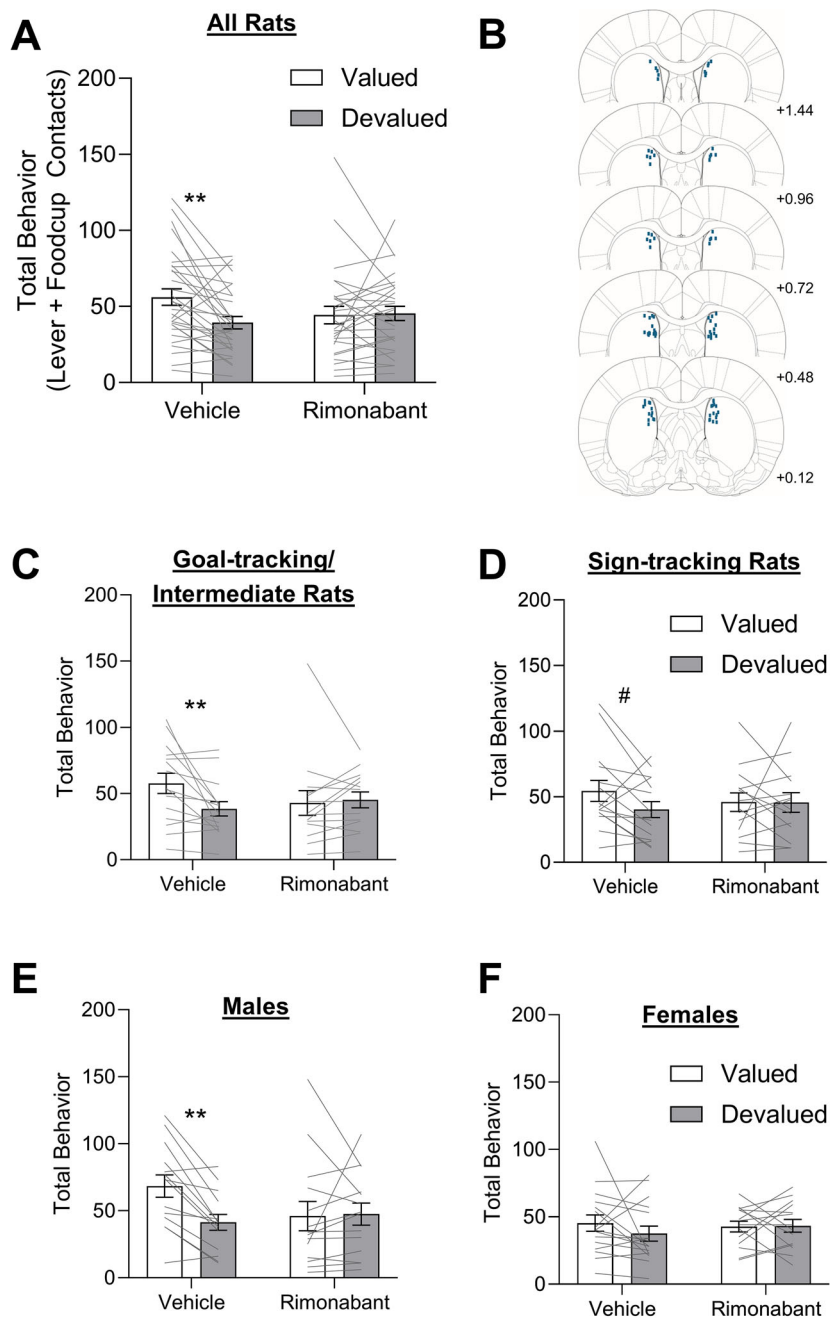 A
All Rats
Total Behavior
(Lever + Foodcup Contacts)
200
150
100
50
0
Valued
Devalued
**
Vehicle
Rimonabant
B
+1.44
+0.96
+0.72
+0.48
+0.12
C
Goal-tracking/
Intermediate Rats
Total Behavior
200
150
100
50
0
**
Vehicle
Rimonabant
D
Sign-tracking Rats
Total Behavior
200
150
100
50
0
Valued
Devalued
#
Vehicle
Rimonabant
E
Males
Total Behavior
200
150
100
50
0
**
Vehicle
Rimonabant
F
Females
Total Behavior
200
150
100
50
0
Valued
Devalued
Vehicle
Rimonabant